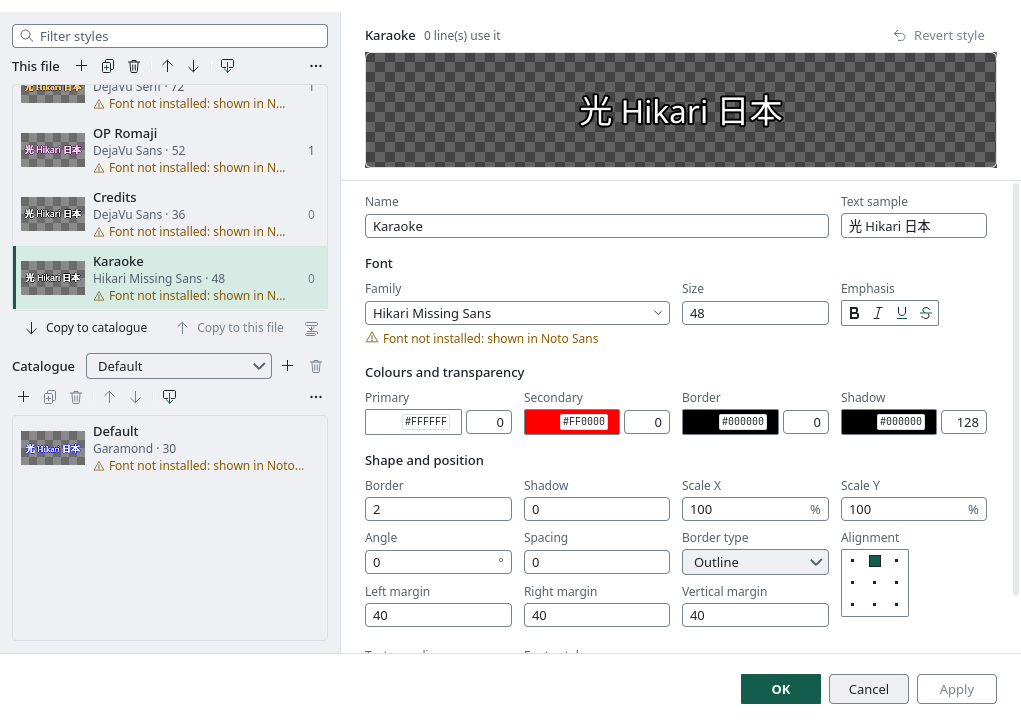 Filter styles
This file
光 Hikari 日本
DejaVu Serif · 72
1
Font not installed: shown in N...
光 Hikari 日本
OP Romaji
DejaVu Sans · 52
1
Font not installed: shown in N...
光 Hikari 日本
Credits
DejaVu Sans · 36
0
Font not installed: shown in N...
光 Hikari 日本
Karaoke
Hikari Missing Sans · 48
0
Font not installed: shown in N...
Copy to catalogue
Copy to this file
Catalogue
Default
光 Hikari 日本
Default
Garamond · 30
Font not installed: shown in Noto...
Karaoke 0 line(s) use it
Revert style
光 Hikari 日本
Name
Text sample
Karaoke
光 Hikari 日本
Font
Family
Size
Emphasis
Hikari Missing Sans
48
B I U S
Font not installed: shown in Noto Sans
Colours and transparency
Primary
Secondary
Border
Shadow
#FFFFFF
0
#FF0000
0
#000000
0
#000000
128
Shape and position
Border
Shadow
Scale X
Scale Y
2
0
100 %
100 %
Angle
Spacing
Border type
Alignment
0 °
0
Outline
Left margin
Right margin
Vertical margin
40
40
40
OK
Cancel
Apply